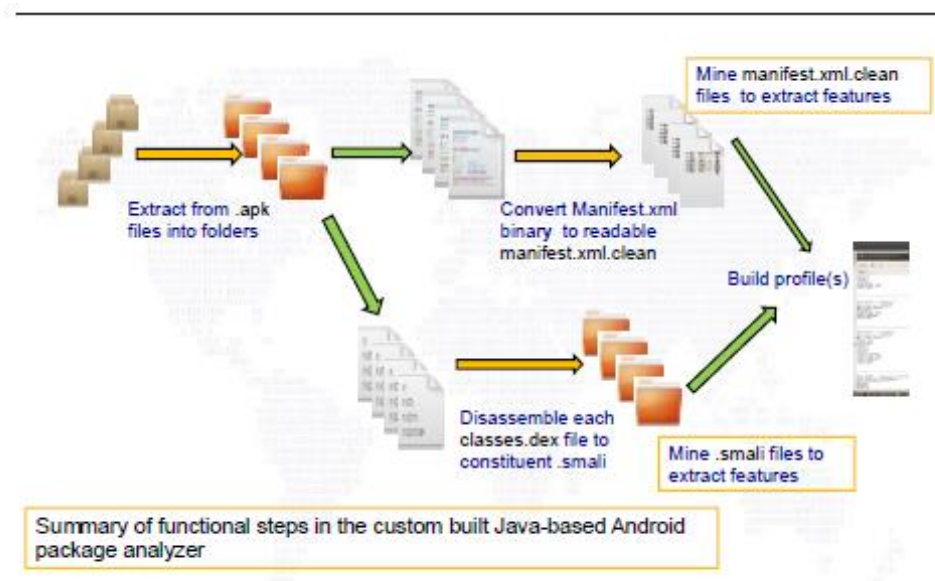 Mine manifest.xml.clean
files to extract features
Extract from .apk
files into folders
Convert Manifest.xml
binary to readable
manifest.xml.clean
Build profile(s)
Disassemble each
classes.dex file to
constituent .smali
Mine .smali files to
extract features
Summary of functional steps in the custom built Java-based Android
package analyzer